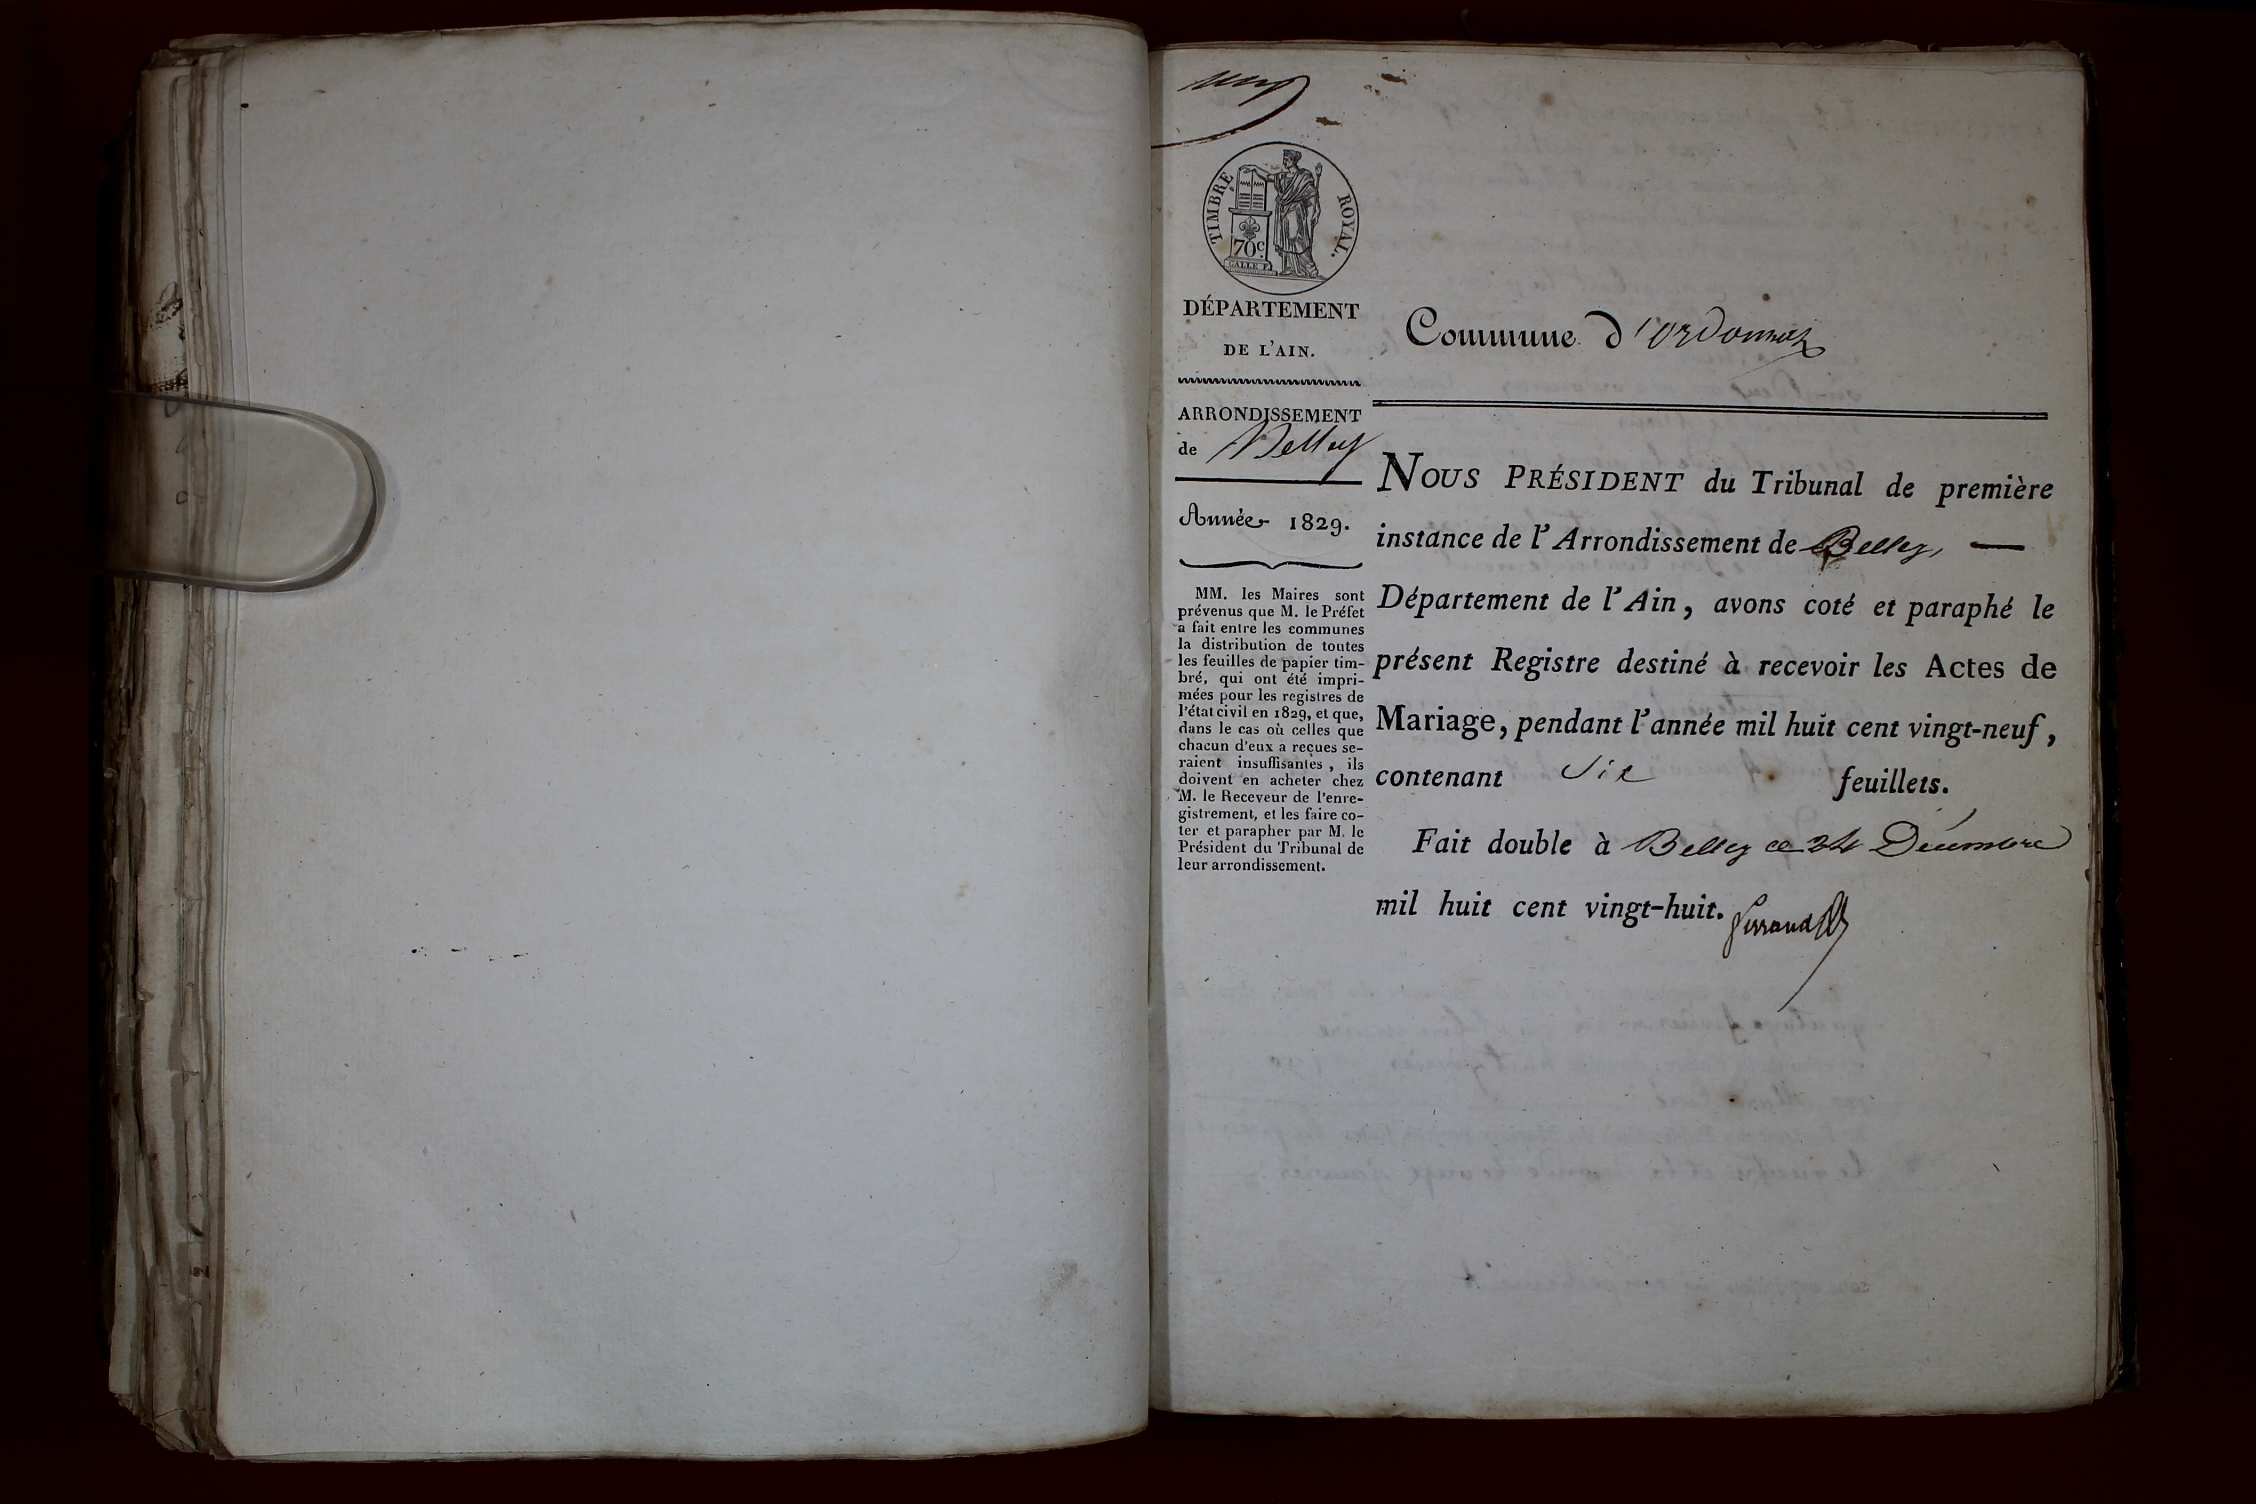 TIMBRE ROYAL.
70c.
DÉPARTEMENT
DE L'AIN.
ARRONDISSEMENT
de Belley
Année 1829.
MM. les Maires sont
prévenus que M. le Préfet
a fait entre les communes
la distribution de toutes
les feuilles de papier tim-
bré, qui ont été impri-
mées pour les registres de
l'état civil en 1829, et que,
dans le cas où celles que
chacun d'eux a reçues se-
raient insuffisantes, ils
doivent en acheter chez
M. le Receveur de l'enre-
gistrement, et les faire co-
ter et parapher par M. le
Président du Tribunal de
leur arrondissement.
Commune d'ordonnaz
NOUS PRÉSIDENT du Tribunal de première
instance de l'Arrondissement de Belley,
Département de l'Ain, avons coté et paraphé le
présent Registre destiné à recevoir les Actes de
Mariage, pendant l'année mil huit cent vingt-neuf,
contenant Six feuillets.
Fait double à Belley ce 24 Décembre
mil huit cent vingt-huit.